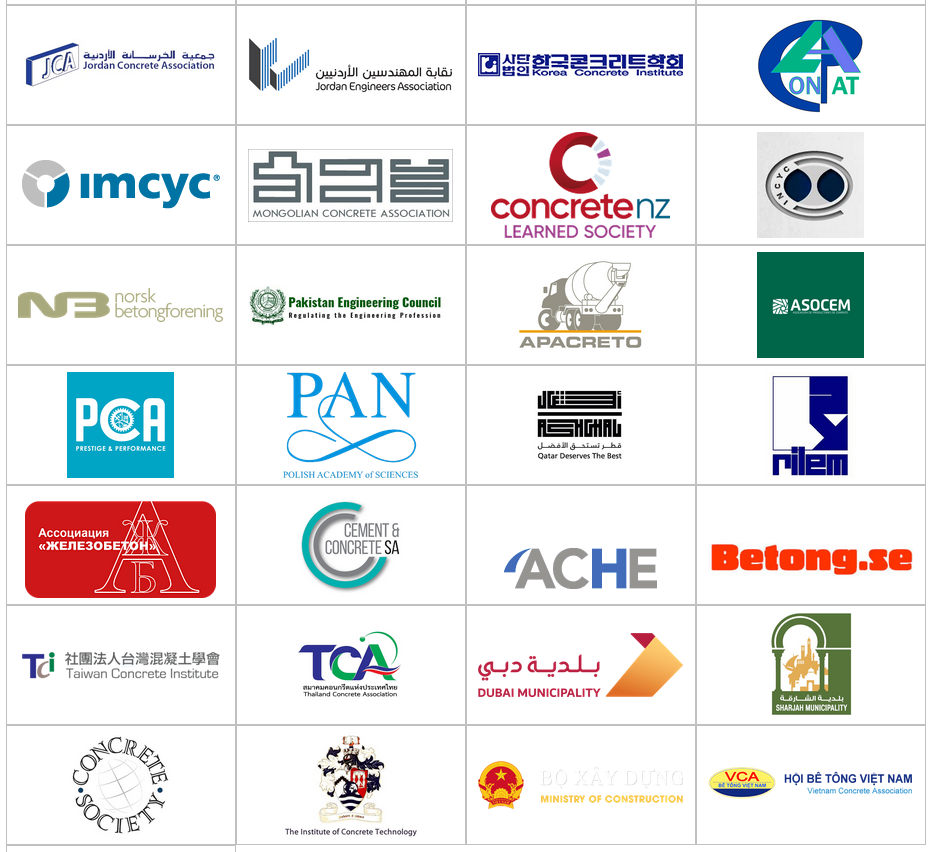 JCA
جمعية الخرسانة الأردنية
Jordan Concrete Association
نقابة المهندسين الأردنيين
Jordan Engineers Association
사단
법인
한국콘크리트학회
Korea Concrete Institute
CONPAT
imcyc®
MONGOLIAN CONCRETE ASSOCIATION
concretenz
LEARNED SOCIETY
INCYC
NB
norsk
betongforening
Pakistan Engineering Council
Regulating the Engineering Profession
APACRETO
ASOCEM
PCA
PRESTIGE & PERFORMANCE
PAN
POLISH ACADEMY of SCIENCES
أشغال
ASHGHAL
قطر تستحق الأفضل
Qatar Deserves The Best
rilem
Ассоциация
«ЖЕЛЕЗОБЕТОН»
АЖБ
CEMENT &
CONCRETE SA
ACHE
Betong.se
Tci
社團法人台灣混凝土學會
Taiwan Concrete Institute
TCA
สมาคมคอนกรีตแห่งประเทศไทย
Thailand Concrete Association
بلدية دبي
DUBAI MUNICIPALITY
بلدية الشارقة
SHARJAH MUNICIPALITY
CONCRETE
SOCIETY
The Institute of Concrete Technology
BỘ XÂY DỰNG
MINISTRY OF CONSTRUCTION
VCA
BÊ TÔNG VIỆT NAM
HỘI BÊ TÔNG VIỆT NAM
Vietnam Concrete Association